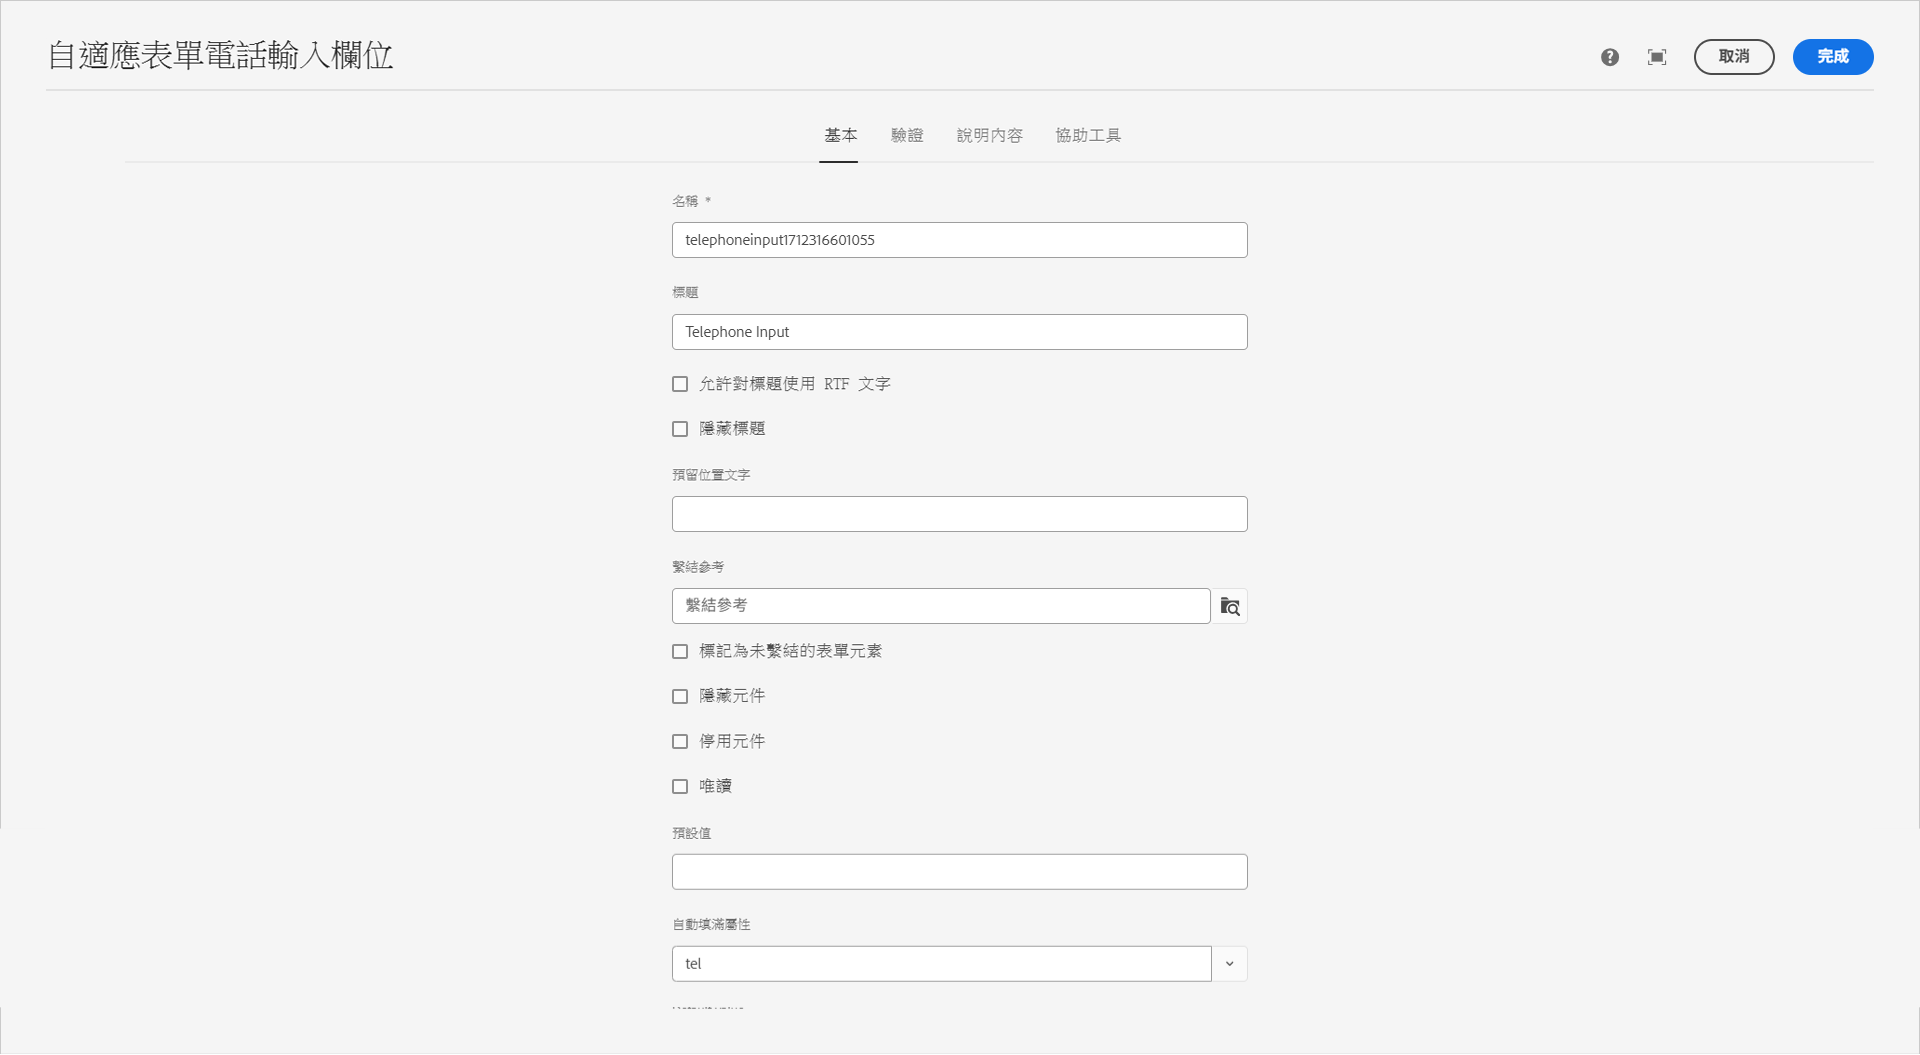 自適應表單電話輸入欄位
取消
完成
基本 驗證 說明內容 協助工具
名稱 *
telephoneinput1712316601055
標題
Telephone Input
允許對標題使用 RTF 文字
隱藏標題
預留位置文字
繫結參考
繫結參考
標記為未繫結的表單元素
隱藏元件
停用元件
唯讀
預設值
自動填滿屬性
tel